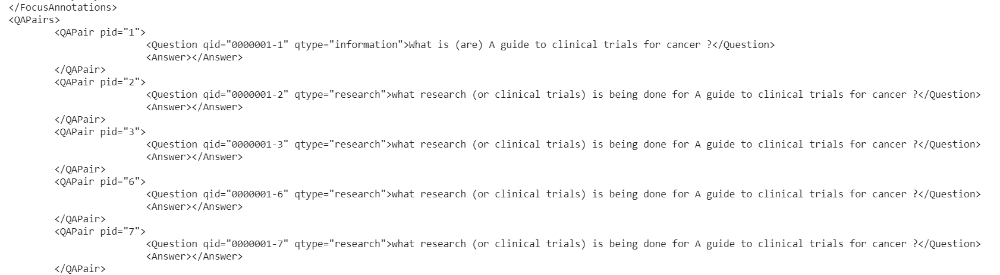 </FocusAnnotations>
<QAPairs>
<QAPair pid="1">
<Question qid="0000001-1" qtype="information">What is (are) A guide to clinical trials for cancer ?</Question>
<Answer></Answer>
</QAPair>
<QAPair pid="2">
<Question qid="0000001-2" qtype="research">what research (or clinical trials) is being done for A guide to clinical trials for cancer ?</Question>
<Answer></Answer>
</QAPair>
<QAPair pid="3">
<Question qid="0000001-3" qtype="research">what research (or clinical trials) is being done for A guide to clinical trials for cancer ?</Question>
<Answer></Answer>
</QAPair>
<QAPair pid="6">
<Question qid="0000001-6" qtype="research">what research (or clinical trials) is being done for A guide to clinical trials for cancer ?</Question>
<Answer></Answer>
</QAPair>
<QAPair pid="7">
<Question qid="0000001-7" qtype="research">what research (or clinical trials) is being done for A guide to clinical trials for cancer ?</Question>
<Answer></Answer>
</QAPair>